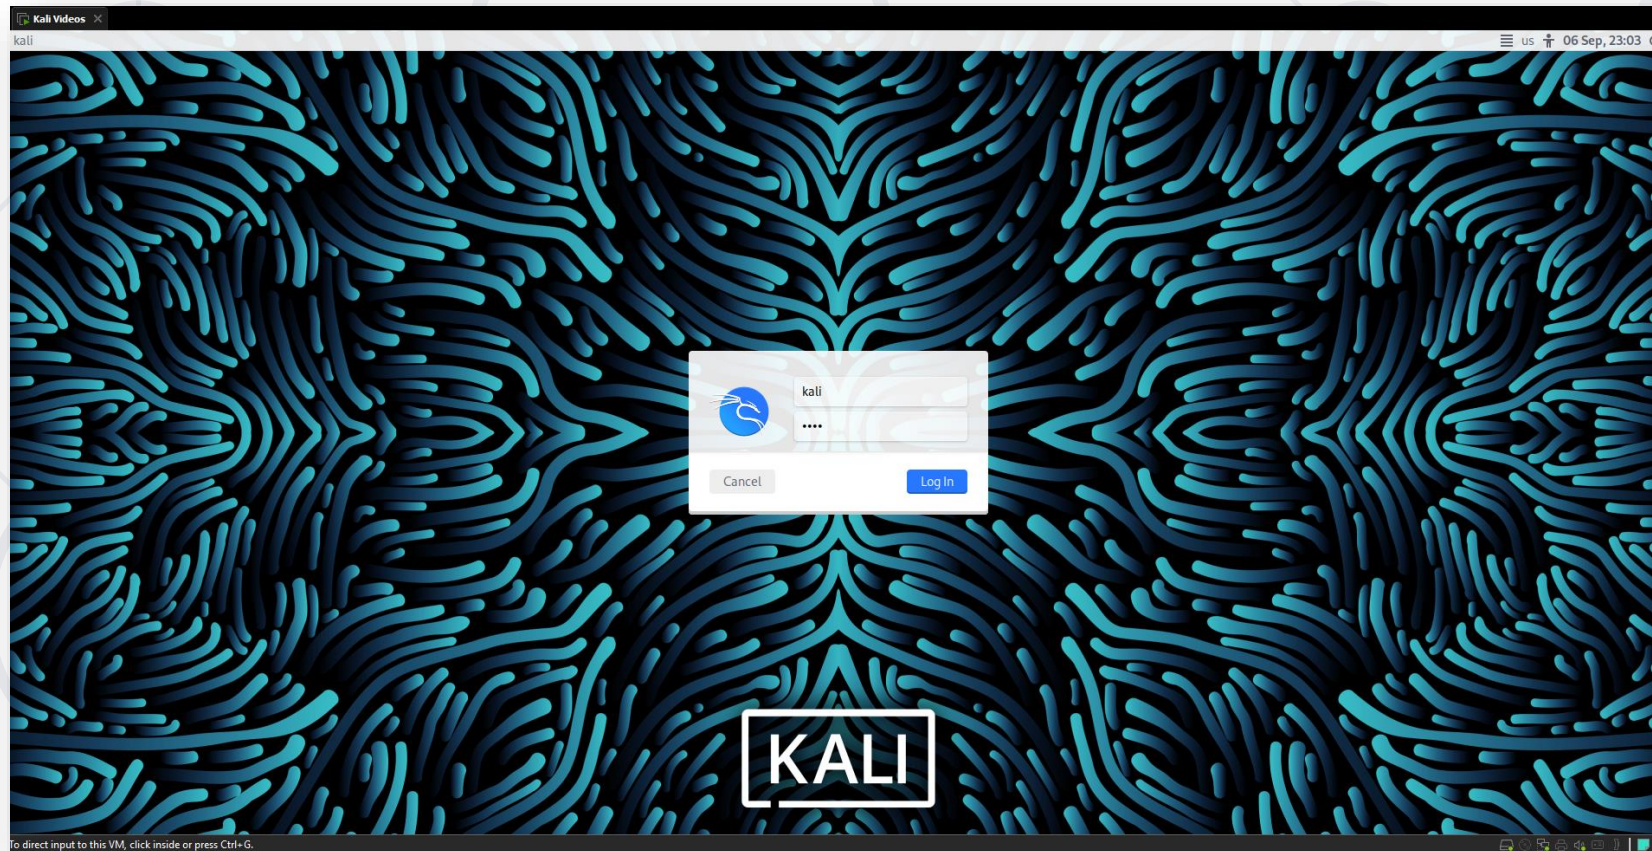 Kali Videos
kali
us 06 Sep, 23:03
kali
••••
Cancel
Log In
KALI
To direct input to this VM, click inside or press Ctrl+G.